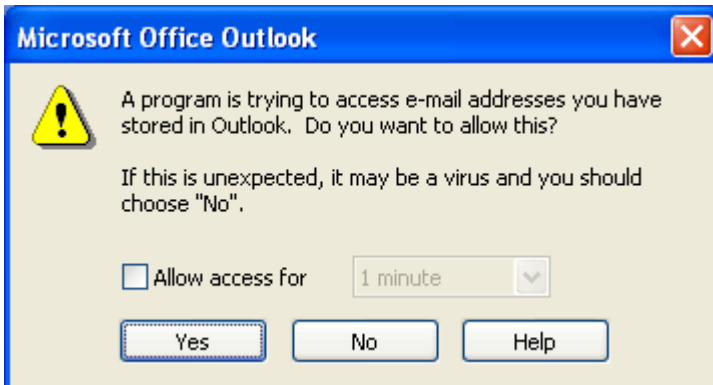 Microsoft Office Outlook
A program is trying to access e-mail addresses you have
stored in Outlook.  Do you want to allow this?
If this is unexpected, it may be a virus and you should
choose "No".
Allow access for 1 minute
Yes No Help